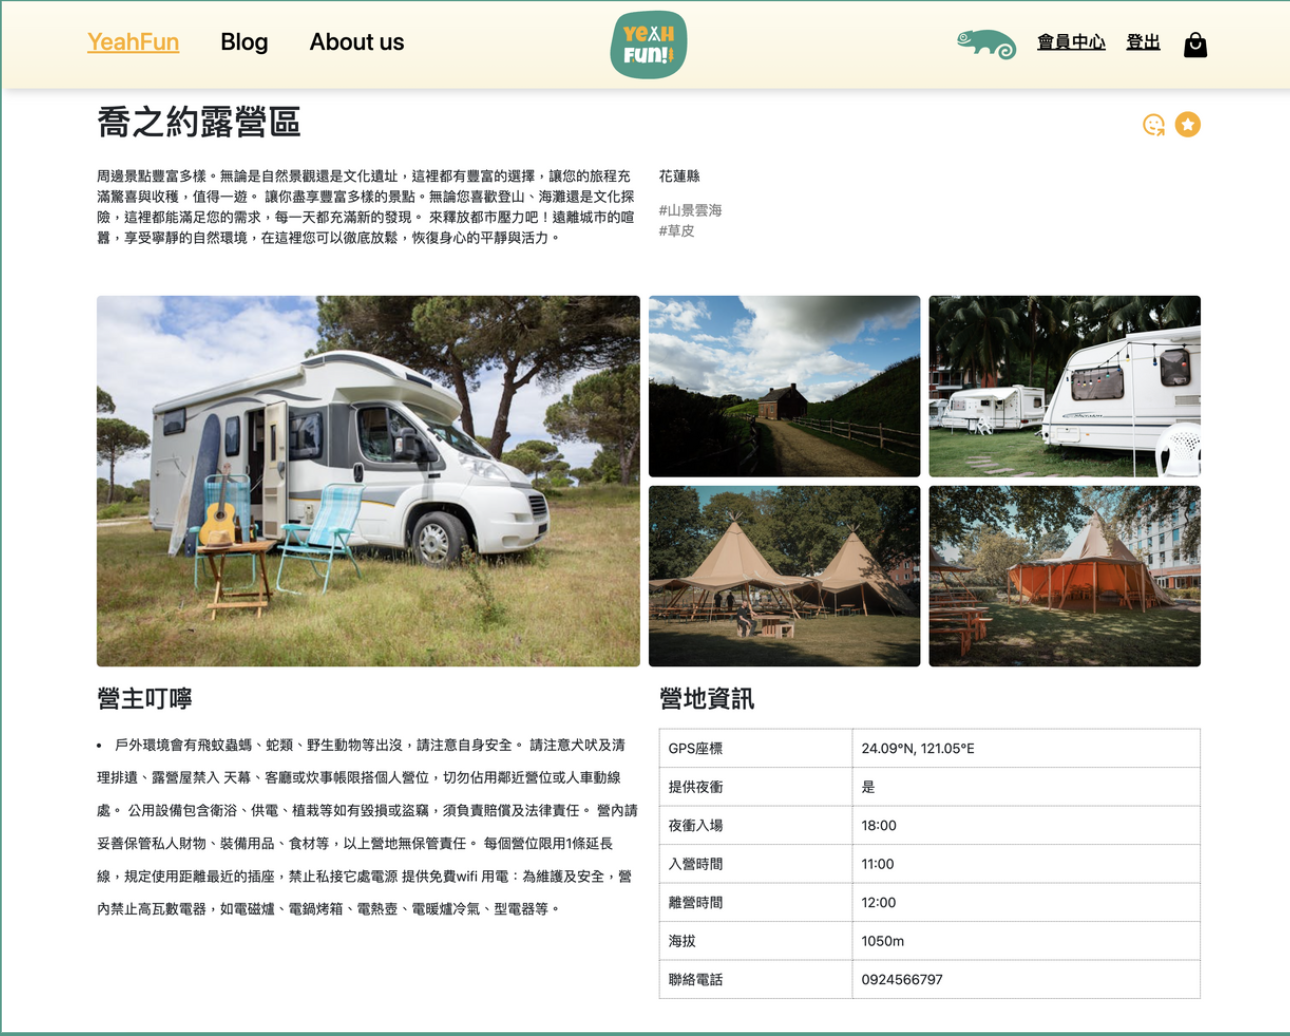 YeahFun Blog About us
YeAH
FUn!
會員中心 登出
喬之約露營區
周邊景點豐富多樣。無論是自然景觀還是文化遺址，這裡都有豐富的選擇，讓您的旅程充
滿驚喜與收穫，值得一遊。 讓你盡享豐富多樣的景點。無論您喜歡登山、海灘還是文化探
險，這裡都能滿足您的需求，每一天都充滿新的發現。 來釋放都市壓力吧！遠離城市的喧
囂，享受寧靜的自然環境，在這裡您可以徹底放鬆，恢復身心的平靜與活力。
花蓮縣
#山景雲海
#草皮
營主叮嚀
• 戶外環境會有飛蚊蟲螞、蛇類、野生動物等出沒，請注意自身安全。 請注意犬吠及清
理排遺、露營屋禁入 天幕、客廳或炊事帳限搭個人營位，切勿佔用鄰近營位或人車動線
處。 公用設備包含衛浴、供電、植栽等如有毀損或盜竊，須負責賠償及法律責任。 營內請
妥善保管私人財物、裝備用品、食材等，以上營地無保管責任。 每個營位限用1條延長
線，規定使用距離最近的插座，禁止私接它處電源 提供免費wifi 用電：為維護及安全，營
內禁止高瓦數電器，如電磁爐、電鍋烤箱、電熱壺、電暖爐冷氣、型電器等。
營地資訊
GPS座標 24.09°N, 121.05°E
提供夜衝 是
夜衝入場 18:00
入營時間 11:00
離營時間 12:00
海拔 1050m
聯絡電話 0924566797